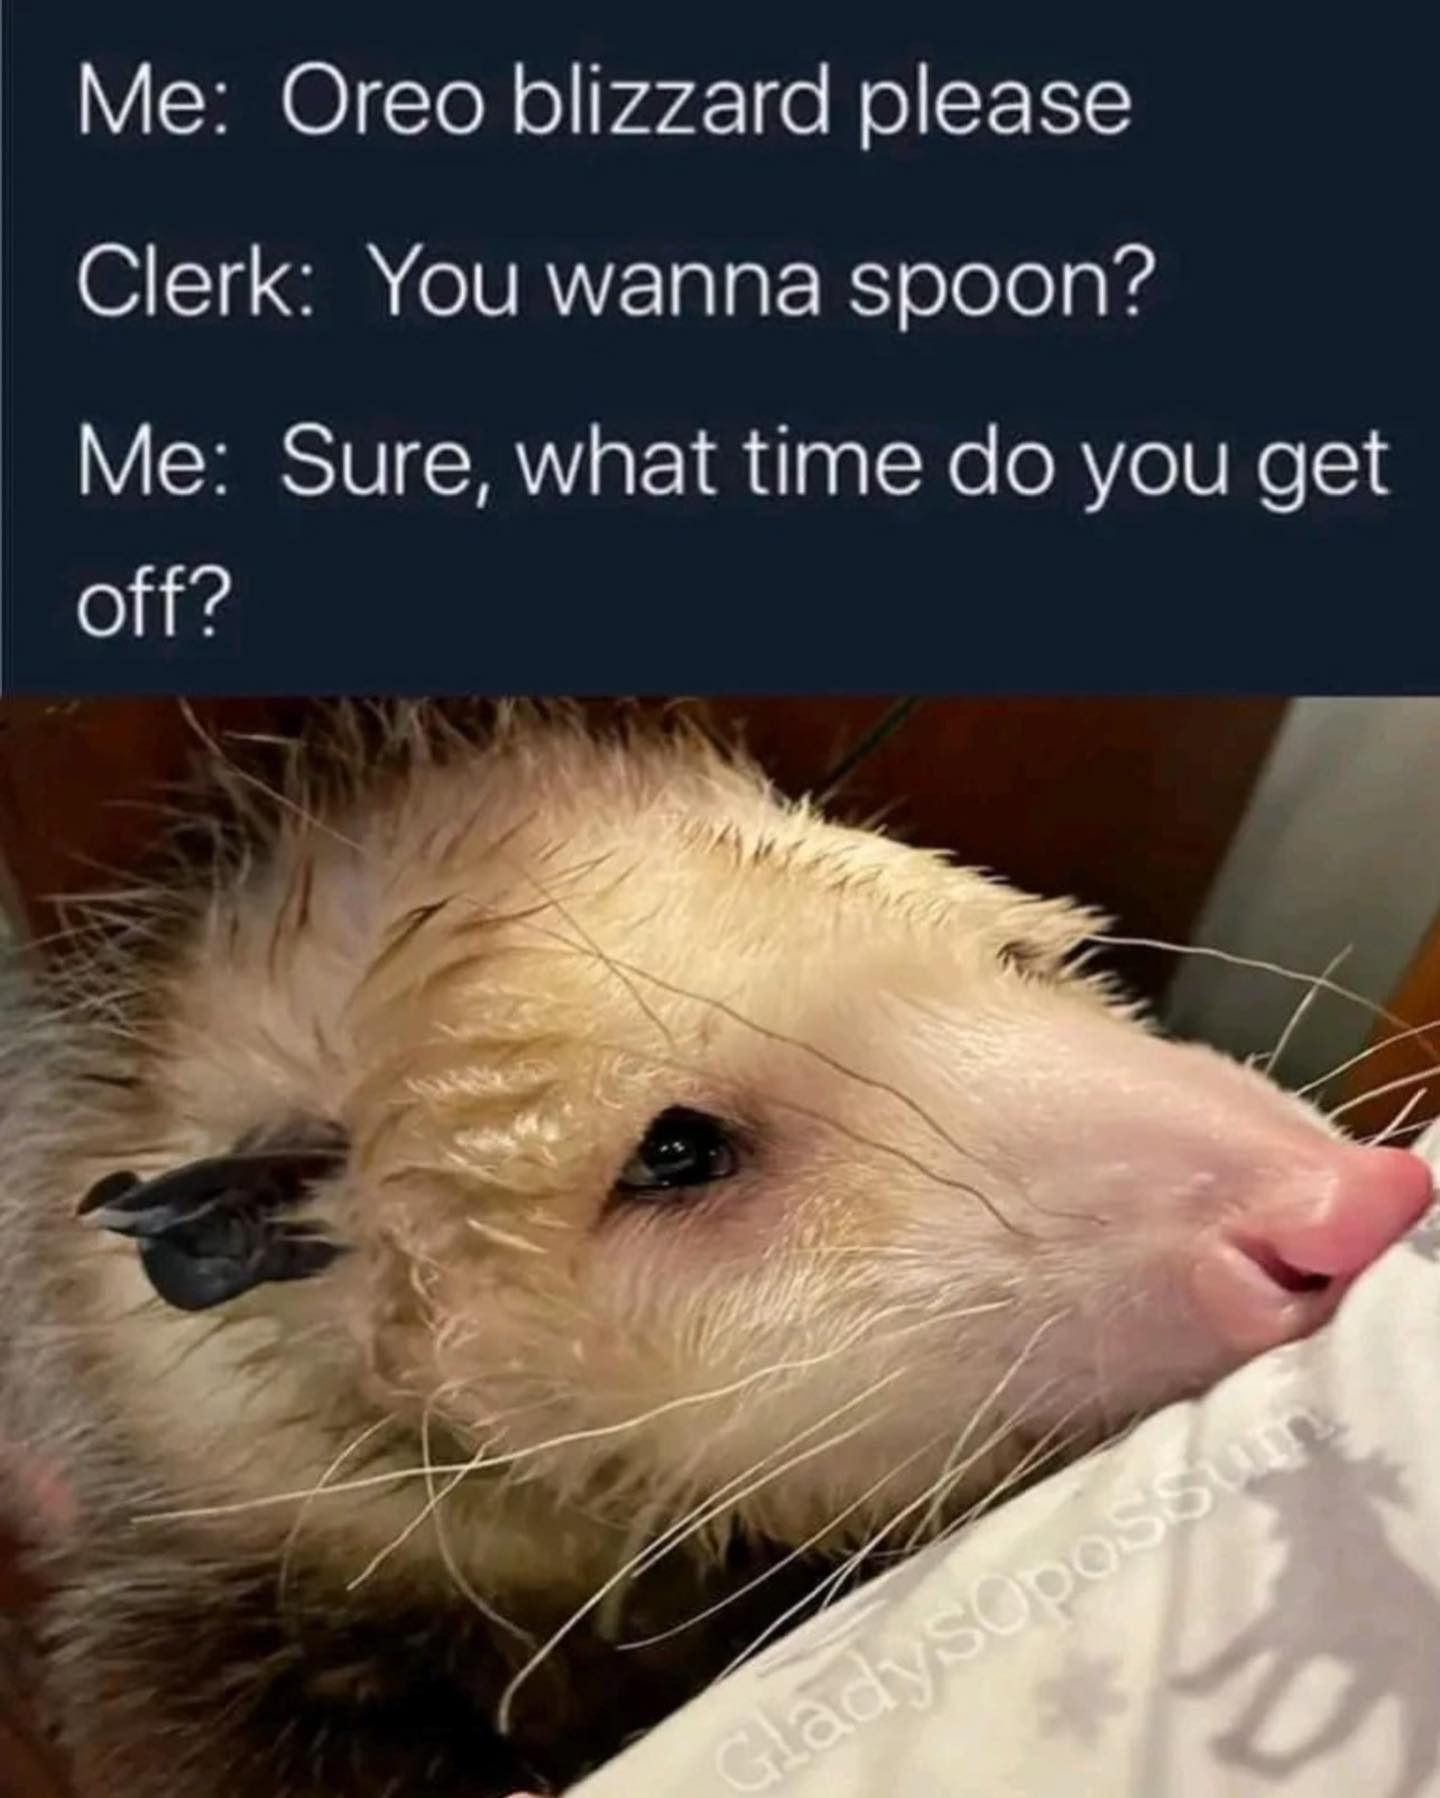 Me:  Oreo blizzard please
Clerk:  You wanna spoon?
Me:  Sure, what time do you get
off?
GladysOpossum